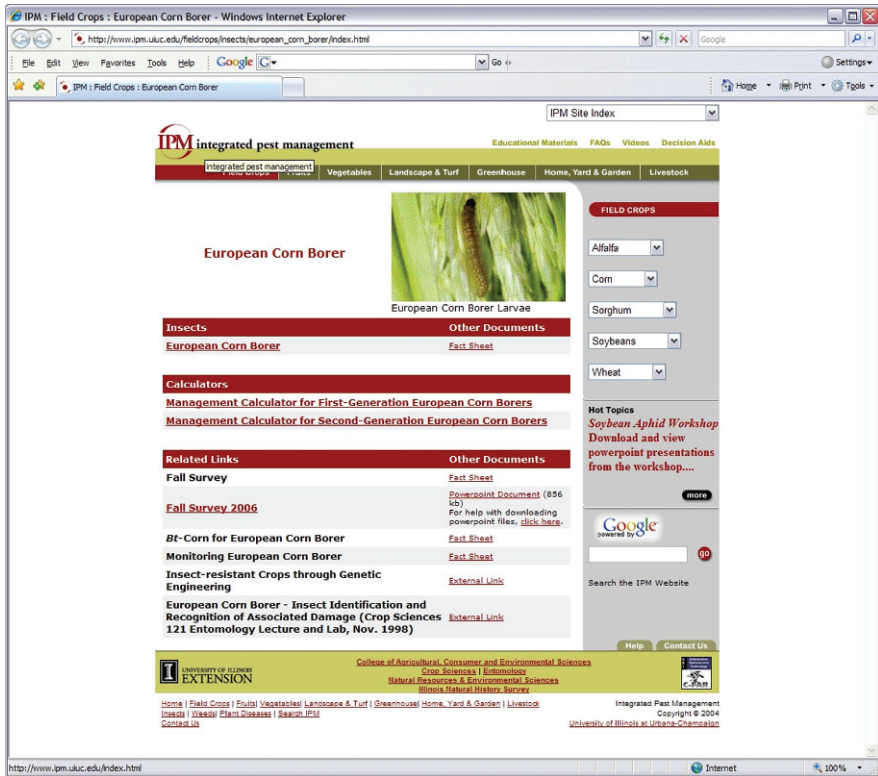 IPM : Field Crops : European Corn Borer - Windows Internet Explorer
http://www.ipm.uiuc.edu/fieldcrops/insects/european_corn_borer/index.html
Google
File Edit View Favorites Tools Help Google G Go Settings
IPM : Field Crops : European Corn Borer Home Print Tools
IPM Site Index
IPM integrated pest management
Educational Materials FAQs Videos Decision Aids
integrated pest management
Field Crops Fruits Vegetables Landscape & Turf Greenhouse Home, Yard & Garden Livestock
European Corn Borer
European Corn Borer Larvae
Insects Other Documents
European Corn Borer Fact Sheet
Calculators
Management Calculator for First-Generation European Corn Borers
Management Calculator for Second-Generation European Corn Borers
Related Links Other Documents
Fall Survey Fact Sheet
Fall Survey 2006
Powerpoint Document (856
kb)
For help with downloading
powerpoint files, click here.
Bt-Corn for European Corn Borer Fact Sheet
Monitoring European Corn Borer Fact Sheet
Insect-resistant Crops through Genetic
Engineering
External Link
European Corn Borer - Insect Identification and
Recognition of Associated Damage (Crop Sciences
121 Entomology Lecture and Lab, Nov. 1998)
External Link
FIELD CROPS
Alfalfa
Corn
Sorghum
Soybeans
Wheat
Hot Topics
Soybean Aphid Workshop
Download and view
powerpoint presentations
from the workshop....
more
powered by Google
go
Search the IPM Website
Help Contact Us
I UNIVERSITY OF ILLINOIS
EXTENSION
College of Agricultural, Consumer and Environmental Sciences
Crop Sciences | Entomology
Natural Resources & Environmental Sciences
Illinois Natural History Survey
C-FAR
Home | Field Crops | Fruits| Vegetables| Landscape & Turf | Greenhouse| Home, Yard & Garden | Livestock
Insects | Weeds| Plant Diseases | Search IPM
Contact Us
Integrated Pest Management
Copyright © 2004
University of Illinois at Urbana-Champaign
http://www.ipm.uiuc.edu/index.html Internet 100%